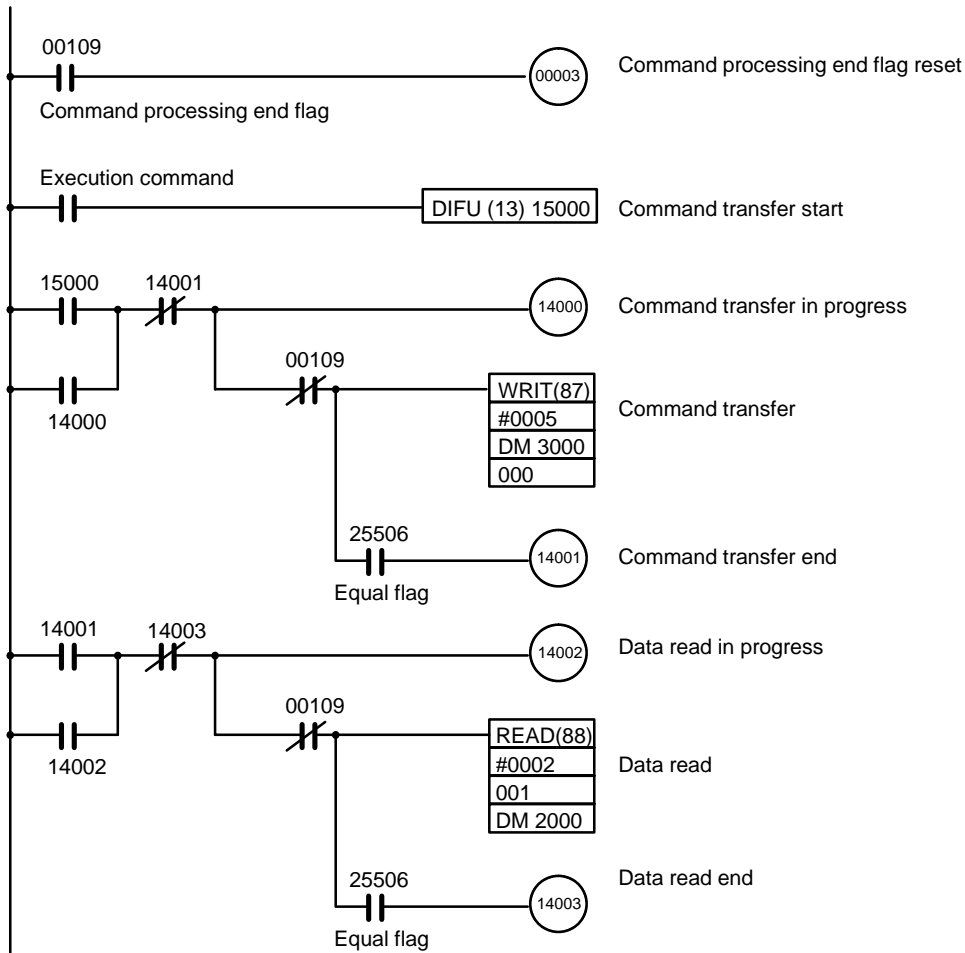 00109
00003
Command processing end flag reset
Command processing end flag
Execution command
DIFU (13) 15000
Command transfer start
15000
14001
14000
Command transfer in progress
14000
00109
WRIT(87)
#0005
DM 3000
000
Command transfer
25506
Equal flag
14001
Command transfer end
14001
14003
14002
Data read in progress
14002
00109
READ(88)
#0002
001
DM 2000
Data read
25506
Equal flag
14003
Data read end